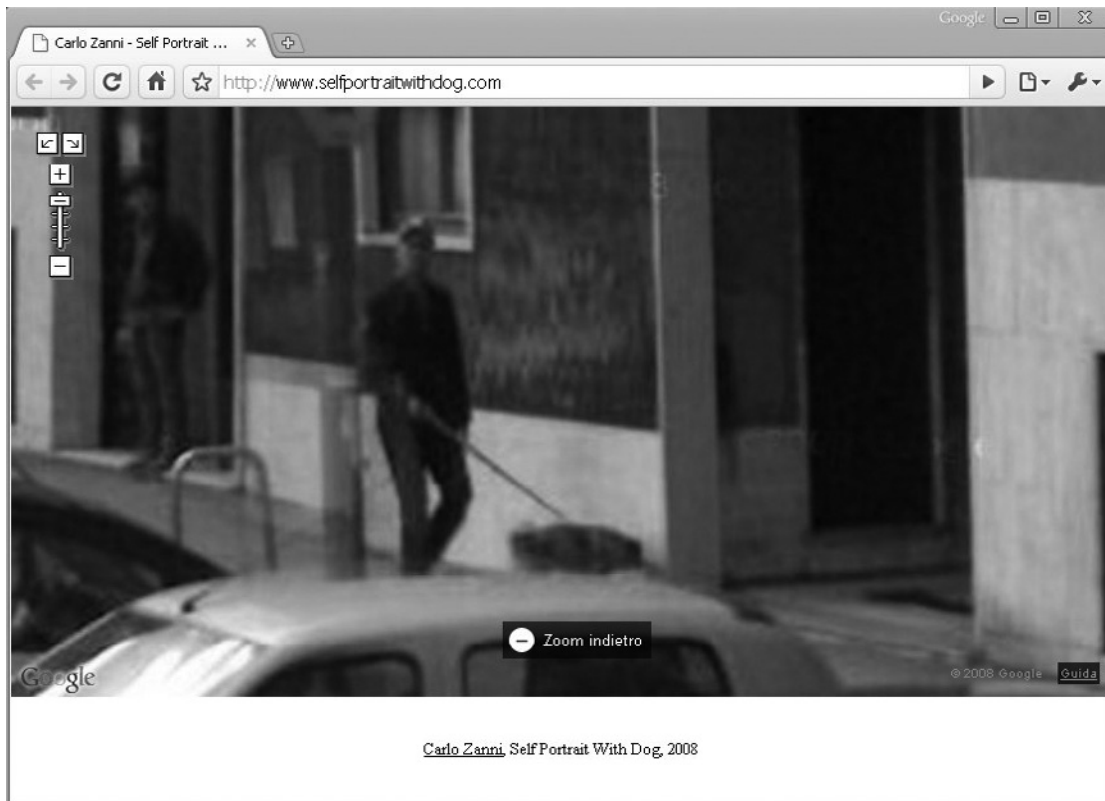 Google
Carlo Zanni - Self Portrait ...
http://www.selfportraitwithdog.com
Zoom indietro
Google
© 2008 Google Guida
Carlo Zanni, Self Portrait With Dog, 2008